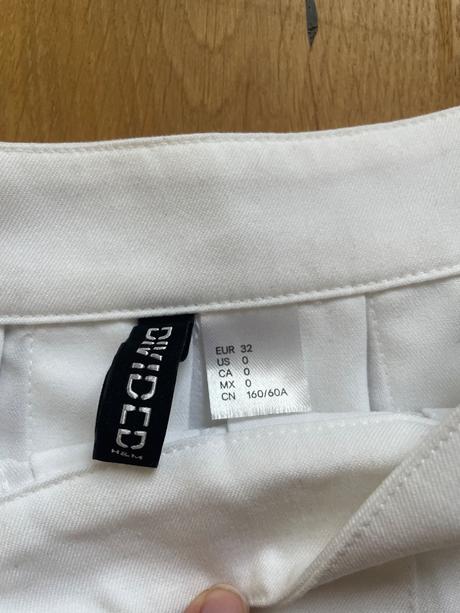 DIVIDED
H&M
EUR 32
US 0
CA 0
MX 0
CN 160/60A